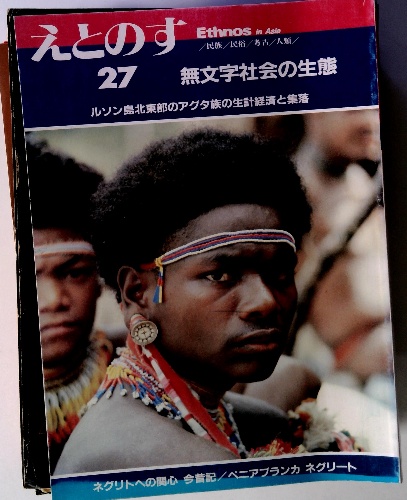 えとのす
Ethnos in Asia
／民族／民俗／考古／人類／
27
無文字社会の生態
ルソン島北東部のアグタ族の生計経済と集落
ネグリトへの関心 今昔記／ペニアブランカ ネグリート